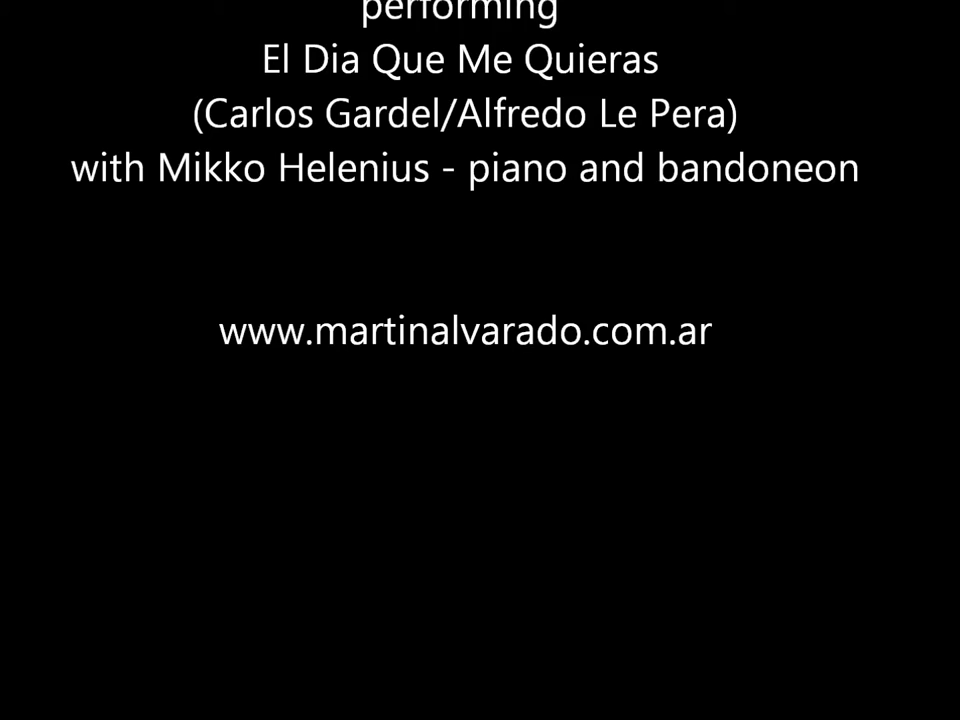 performing
El Dia Que Me Quieras
(Carlos Gardel/Alfredo Le Pera)
with Mikko Helenius - piano and bandoneon
www.martinalvarado.com.ar